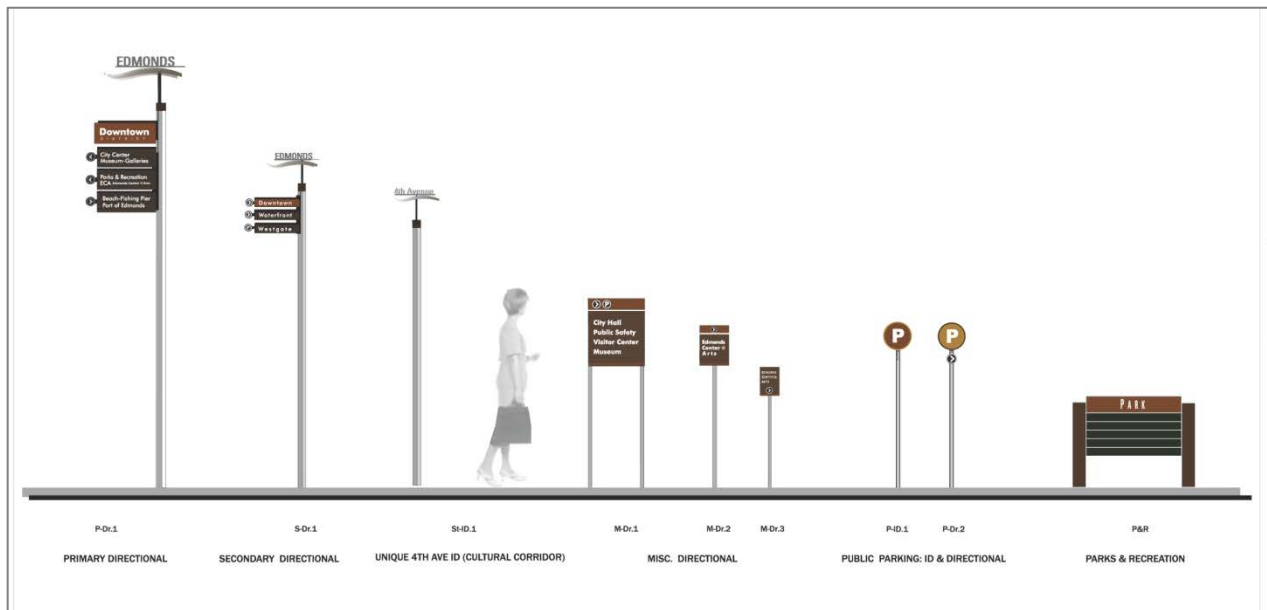 EDMONDS
Downtown
DISTRICT
City Center
Museum-Galleries
Parks & Recreation
ECA
Beach-Fishing Pier
Port of Edmonds
EDMONDS
Downtown
Waterfront
Westgate
4th Avenue
P
City Hall
Public Safety
Visitor Center
Museum
Edmonds
Center
Arts
P
P
PARK
P-Dr.1
S-Dr.1
St-ID.1
M-Dr.1
M-Dr.2
M-Dr.3
P-ID.1
P-Dr.2
P&R
PRIMARY DIRECTIONAL
SECONDARY DIRECTIONAL
UNIQUE 4TH AVE ID (CULTURAL CORRIDOR)
MISC. DIRECTIONAL
PUBLIC PARKING: ID & DIRECTIONAL
PARKS & RECREATION